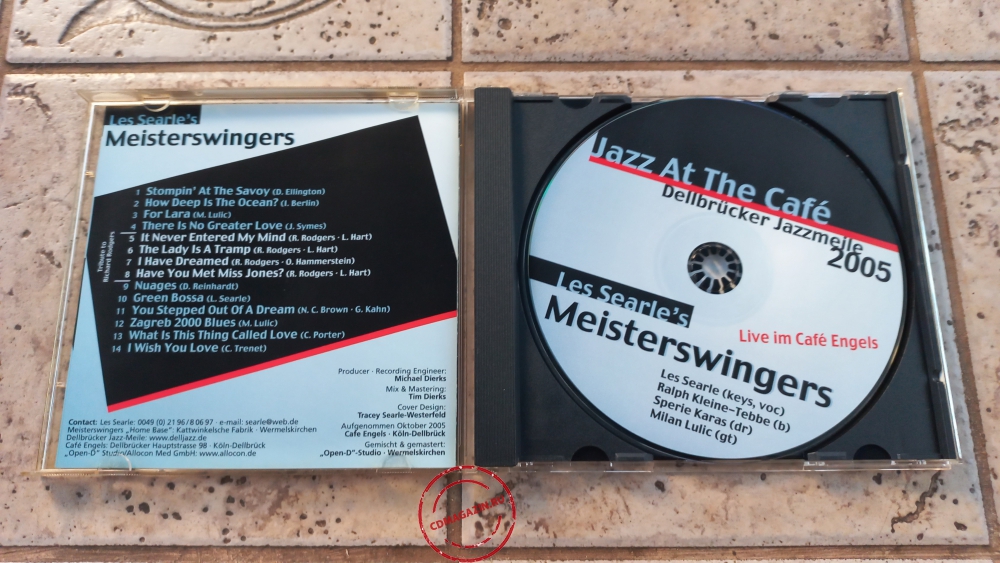 Les Searle's
Meisterswingers
1 Stompin' At The Savoy (D. Ellington)
2 How Deep Is The Ocean? (J. Berlin)
3 For Lara (M. Lulic)
4 There Is No Greater Love (J. Symes)
Tribute to
Richard Rodgers
5 It Never Entered My Mind (R. Rodgers · L. Hart)
6 The Lady Is A Tramp (R. Rodgers · L. Hart)
7 I Have Dreamed (R. Rodgers · O. Hammerstein)
8 Have You Met Miss Jones? (R. Rodgers · L. Hart)
9 Nuages (D. Reinhardt)
10 Green Bossa (L. Searle)
11 You Stepped Out Of A Dream (N. C. Brown · G. Kahn)
12 Zagreb 2000 Blues (M. Lulic)
13 What Is This Thing Called Love (C. Porter)
14 I Wish You Love (C. Trenet)
Producer · Recording Engineer:
Michael Dierks
Mix & Mastering:
Tim Dierks
Cover Design:
Tracey Searle-Westerfeld
Aufgenommen Oktober 2005
Cafe Engels · Köln-Dellbrück
Gemischt & gemastert:
„Open-D"-Studio · Wermelskirchen
Contact: Les Searle: 0049 (0) 21 96 / 8 06 97 · e-mail: searle@web.de
Meisterswingers „Home Base": Kattwinkelsche Fabrik · Wermelskirchen
Dellbrücker Jazz-Meile: www.delljazz.de
Café Engels: Dellbrücker Hauptstrasse 98 · Köln-Dellbrück
„Open-D" Studio/Allocon Med GmbH: www.allocon.de
Jazz At The Café
Dellbrücker Jazzmeile
2005
Les Searle's
Meisterswingers
Live im Café Engels
Les Searle (keys, voc)
Ralph Kleine-Tebbe (b)
Sperie Karas (dr)
Milan Lulic (gt)